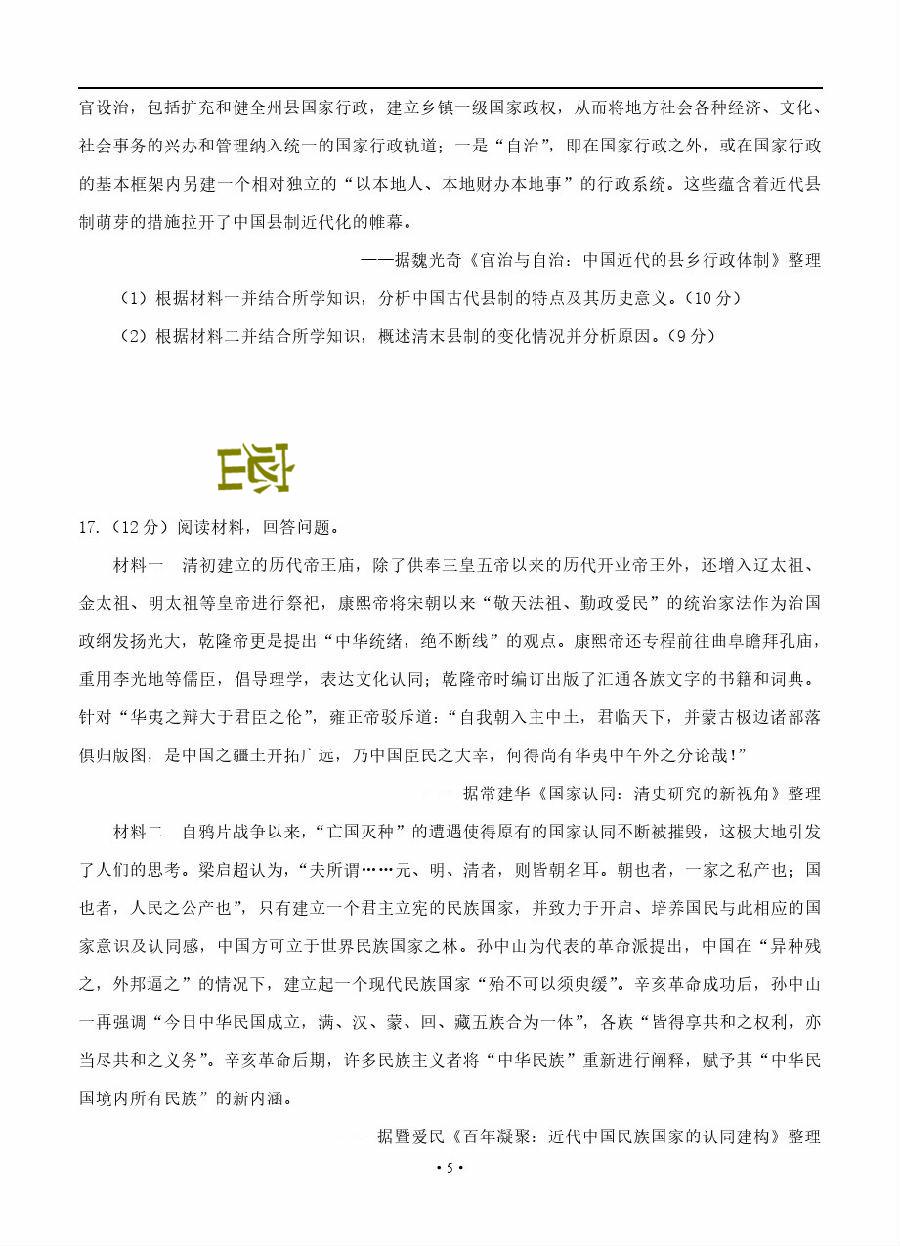 官设治，包括扩充和健全州县国家行政，建立乡镇一级国家政权，从而将地方社会各种经济、文化、
社会事务的兴办和管理纳入统一的国家行政轨道；一是“自治”，即在国家行政之外，或在国家行政
的基本框架内另建一个相对独立的“以本地人、本地财办本地事”的行政系统。这些蕴含着近代县
制萌芽的措施拉开了中国县制近代化的帷幕。
——据魏光奇《官治与自治：中国近代的县乡行政体制》整理
（1）根据材料一并结合所学知识，分析中国古代县制的特点及其历史意义。（10 分）
（2）根据材料二并结合所学知识，概述清末县制的变化情况并分析原因。（9 分）
17.（12 分）阅读材料，回答问题。
材料一　清初建立的历代帝王庙，除了供奉三皇五帝以来的历代开业帝王外，还增入辽太祖、
金太祖、明太祖等皇帝进行祭祀，康熙帝将宋朝以来“敬天法祖、勤政爱民”的统治家法作为治国
政纲发扬光大，乾隆帝更是提出“中华统绪，绝不断线”的观点。康熙帝还专程前往曲阜瞻拜孔庙，
重用李光地等儒臣，倡导理学，表达文化认同；乾隆帝时编订出版了汇通各族文字的书籍和词典。
针对“华夷之辩大于君臣之伦”，雍正帝驳斥道：“自我朝入主中土，君临天下，并蒙古极边诸部落
俱归版图，是中国之疆土开拓广远，乃中国臣民之大幸，何得尚有华夷中午外之分论哉！”
据常建华《国家认同：清史研究的新视角》整理
材料二　自鸦片战争以来，“亡国灭种”的遭遇使得原有的国家认同不断被摧毁，这极大地引发
了人们的思考。梁启超认为，“夫所谓……元、明、清者，则皆朝名耳。朝也者，一家之私产也；国
也者，人民之公产也”，只有建立一个君主立宪的民族国家，并致力于开启、培养国民与此相应的国
家意识及认同感，中国方可立于世界民族国家之林。孙中山为代表的革命派提出，中国在“异种残
之，外邦逼之”的情况下，建立起一个现代民族国家“殆不可以须臾缓”。辛亥革命成功后，孙中山
一再强调“今日中华民国成立，满、汉、蒙、回、藏五族合为一体”，各族“皆得享共和之权利，亦
当尽共和之义务”。辛亥革命后期，许多民族主义者将“中华民族”重新进行阐释，赋予其“中华民
国境内所有民族”的新内涵。
据暨爱民《百年凝聚：近代中国民族国家的认同建构》整理
·5·